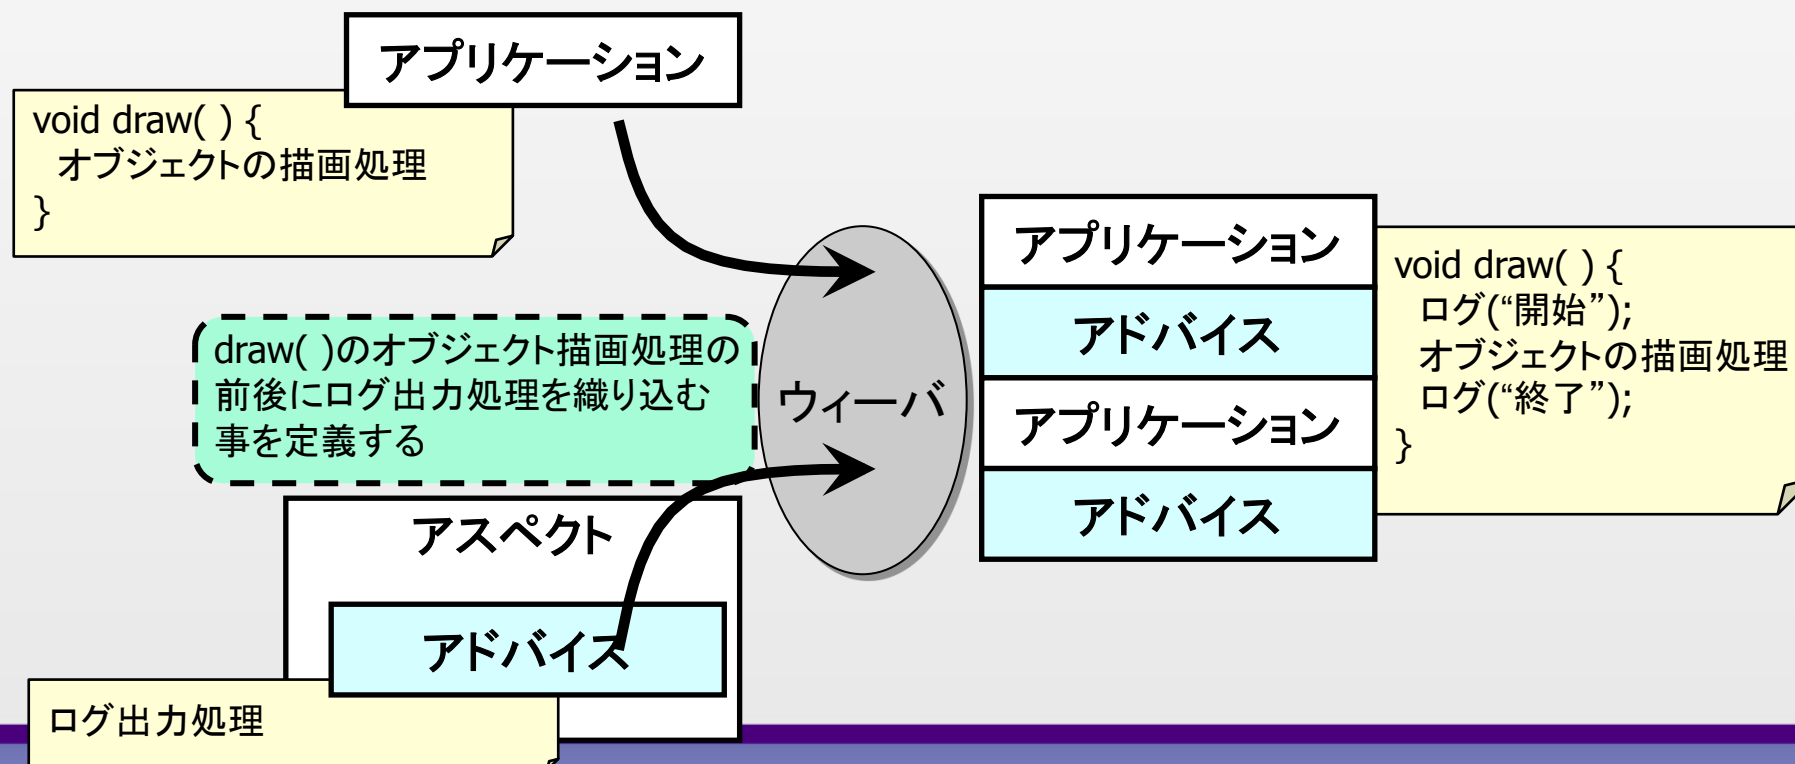 アプリケーション
void draw( ) {
オブジェクトの描画処理
}
draw( )のオブジェクト描画処理の
前後にログ出力処理を織り込む
事を定義する
アスペクト
アドバイス
ログ出力処理
ウィーバ
アプリケーション
アドバイス
アプリケーション
アドバイス
void draw( ) {
ログ(“開始”);
オブジェクトの描画処理
ログ(“終了”);
}